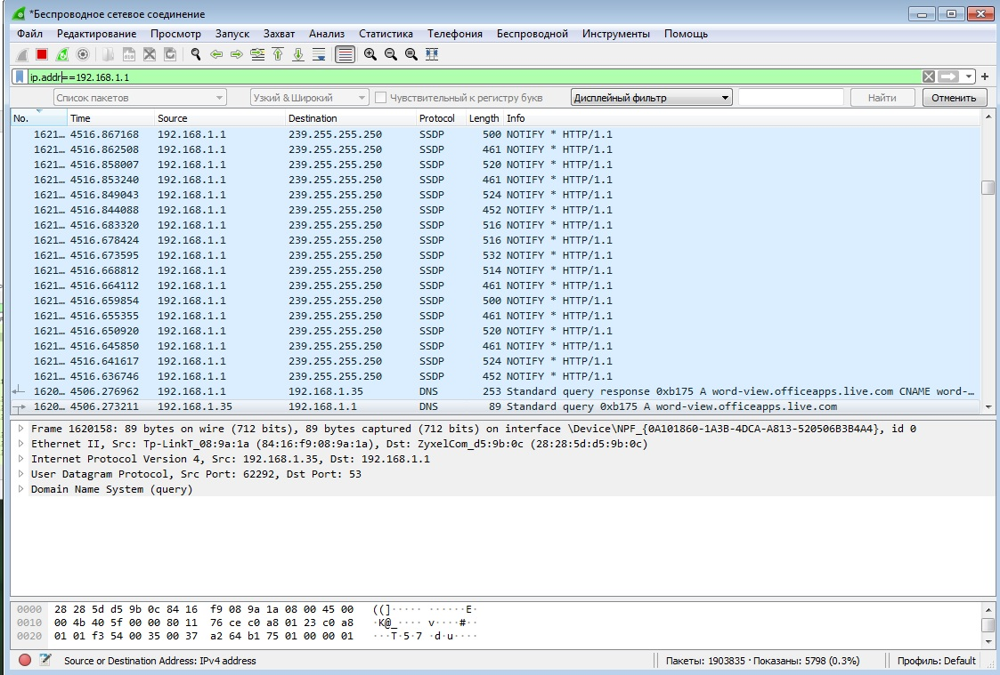 *Беспроводное сетевое соединение
Файл Редактирование Просмотр Запуск Захват Анализ Статистика Телефония Беспроводной Инструменты Помощь
ip.addr==192.168.1.1
Список пакетов Узкий & Широкий Чувствительный к регистру букв Дисплейный фильтр Найти Отменить
No. Time Source Destination Protocol Length Info
1621… 4516.867168 192.168.1.1 239.255.255.250 SSDP 500 NOTIFY * HTTP/1.1
1621… 4516.862508 192.168.1.1 239.255.255.250 SSDP 461 NOTIFY * HTTP/1.1
1621… 4516.858007 192.168.1.1 239.255.255.250 SSDP 520 NOTIFY * HTTP/1.1
1621… 4516.853240 192.168.1.1 239.255.255.250 SSDP 461 NOTIFY * HTTP/1.1
1621… 4516.849043 192.168.1.1 239.255.255.250 SSDP 524 NOTIFY * HTTP/1.1
1621… 4516.844088 192.168.1.1 239.255.255.250 SSDP 452 NOTIFY * HTTP/1.1
1621… 4516.683320 192.168.1.1 239.255.255.250 SSDP 516 NOTIFY * HTTP/1.1
1621… 4516.678424 192.168.1.1 239.255.255.250 SSDP 516 NOTIFY * HTTP/1.1
1621… 4516.673595 192.168.1.1 239.255.255.250 SSDP 532 NOTIFY * HTTP/1.1
1621… 4516.668812 192.168.1.1 239.255.255.250 SSDP 514 NOTIFY * HTTP/1.1
1621… 4516.664112 192.168.1.1 239.255.255.250 SSDP 461 NOTIFY * HTTP/1.1
1621… 4516.659854 192.168.1.1 239.255.255.250 SSDP 500 NOTIFY * HTTP/1.1
1621… 4516.655355 192.168.1.1 239.255.255.250 SSDP 461 NOTIFY * HTTP/1.1
1621… 4516.650920 192.168.1.1 239.255.255.250 SSDP 520 NOTIFY * HTTP/1.1
1621… 4516.645850 192.168.1.1 239.255.255.250 SSDP 461 NOTIFY * HTTP/1.1
1621… 4516.641617 192.168.1.1 239.255.255.250 SSDP 524 NOTIFY * HTTP/1.1
1621… 4516.636746 192.168.1.1 239.255.255.250 SSDP 452 NOTIFY * HTTP/1.1
1620… 4506.276962 192.168.1.1 192.168.1.35 DNS 253 Standard query response 0xb175 A word-view.officeapps.live.com CNAME word-…
1620… 4506.273211 192.168.1.35 192.168.1.1 DNS 89 Standard query 0xb175 A word-view.officeapps.live.com
Frame 1620158: 89 bytes on wire (712 bits), 89 bytes captured (712 bits) on interface \Device\NPF_{0A101860-1A3B-4DCA-A813-520506B3B4A4}, id 0
Ethernet II, Src: Tp-LinkT_08:9a:1a (84:16:f9:08:9a:1a), Dst: ZyxelCom_d5:9b:0c (28:28:5d:d5:9b:0c)
Internet Protocol Version 4, Src: 192.168.1.35, Dst: 192.168.1.1
User Datagram Protocol, Src Port: 62292, Dst Port: 53
Domain Name System (query)
0000 28 28 5d d5 9b 0c 84 16 f9 08 9a 1a 08 00 45 00 ((]····· ······E·
0010 00 4b 40 5f 00 00 80 11 76 ce c0 a8 01 23 c0 a8 ·K@_···· v····#··
0020 01 01 f3 54 00 35 00 37 a2 64 b1 75 01 00 00 01 ···T·5·7 ·d·u····
Source or Destination Address: IPv4 address Пакеты: 1903835 · Показаны: 5798 (0.3%) Профиль: Default